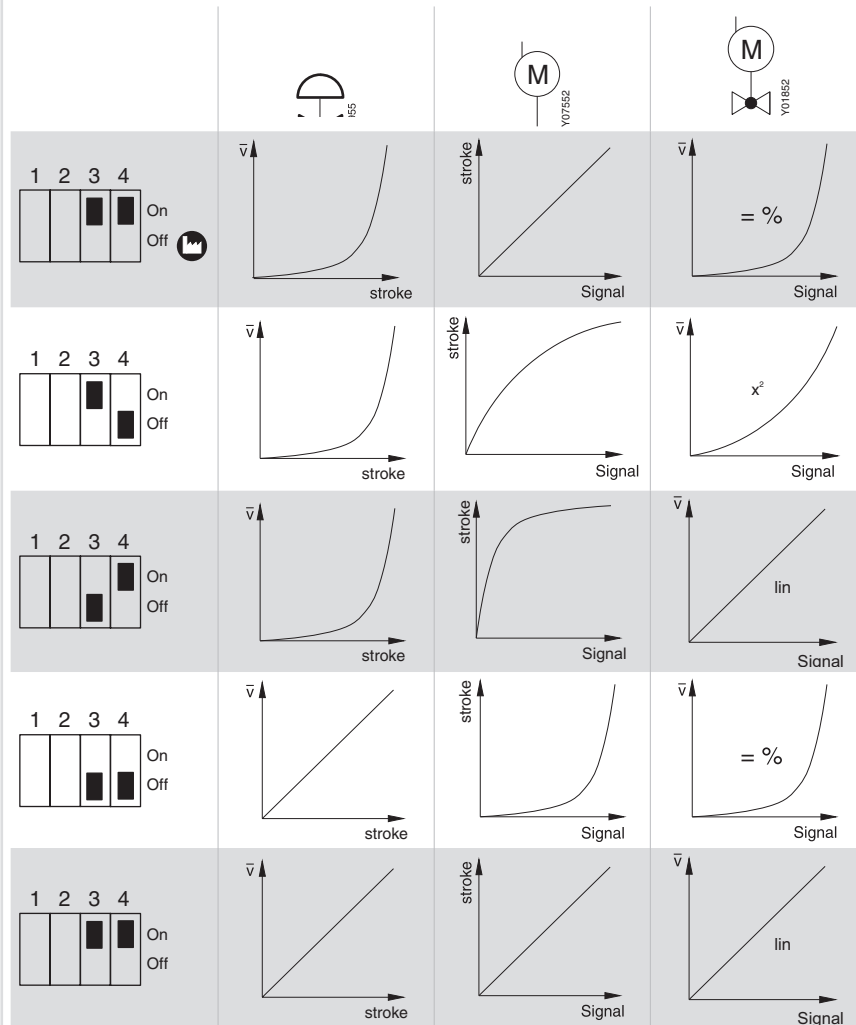 M
M
Y07552
Y01852
1 2 3 4
On
Off
v̄
stroke
stroke
Signal
v̄
= %
Signal
1 2 3 4
On
Off
v̄
stroke
stroke
Signal
v̄
x²
Signal
1 2 3 4
On
Off
v̄
stroke
stroke
Signal
v̄
lin
Signal
1 2 3 4
On
Off
v̄
stroke
stroke
Signal
v̄
= %
Signal
1 2 3 4
On
Off
v̄
stroke
stroke
Signal
v̄
lin
Signal